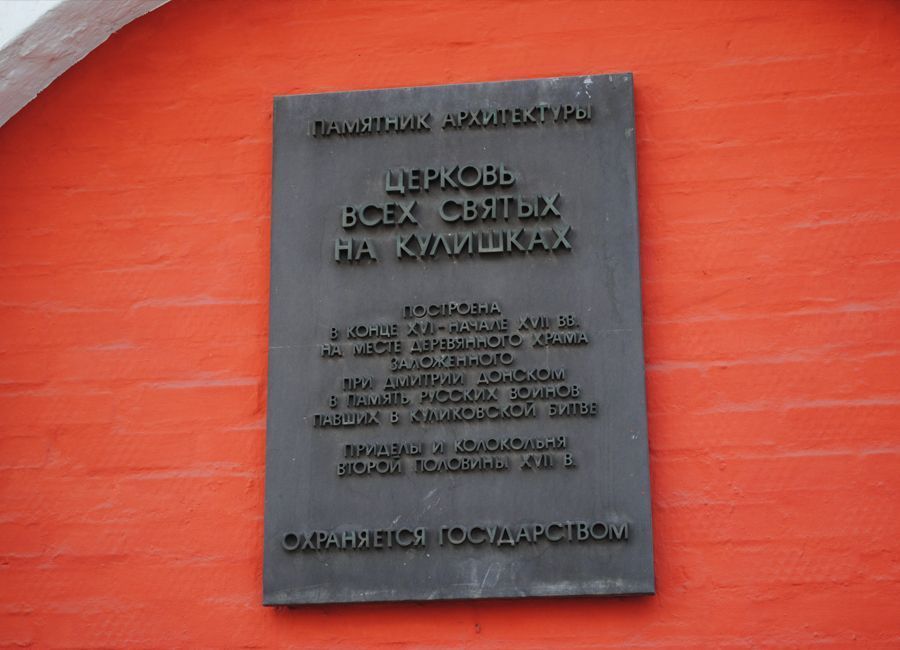 ПАМЯТНИК АРХИТЕКТУРЫ
ЦЕРКОВЬ
ВСЕХ СВЯТЫХ
НА КУЛИШКАХ
ПОСТРОЕНА
В КОНЦЕ XVI - НАЧАЛЕ XVII ВВ.
НА МЕСТЕ ДЕРЕВЯННОГО ХРАМА
ЗАЛОЖЕННОГО
ПРИ ДМИТРИИ ДОНСКОМ
В ПАМЯТЬ РУССКИХ ВОИНОВ
ПАВШИХ В КУЛИКОВСКОЙ БИТВЕ
ПРИДЕЛЫ И КОЛОКОЛЬНЯ
ВТОРОЙ ПОЛОВИНЫ XVII В.
ОХРАНЯЕТСЯ ГОСУДАРСТВОМ